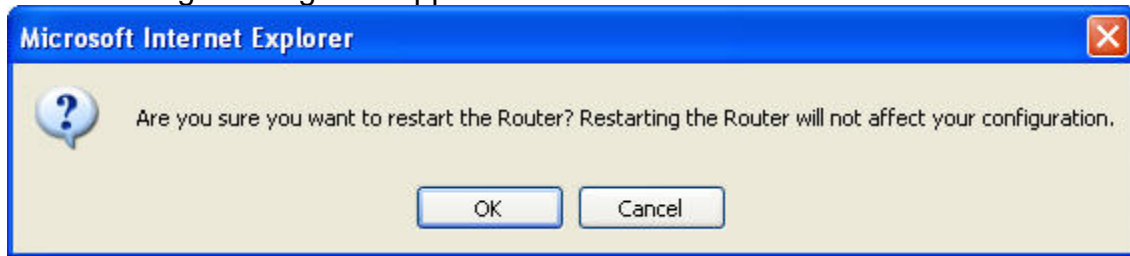 Microsoft Internet Explorer
Are you sure you want to restart the Router? Restarting the Router will not affect your configuration.
OK
Cancel